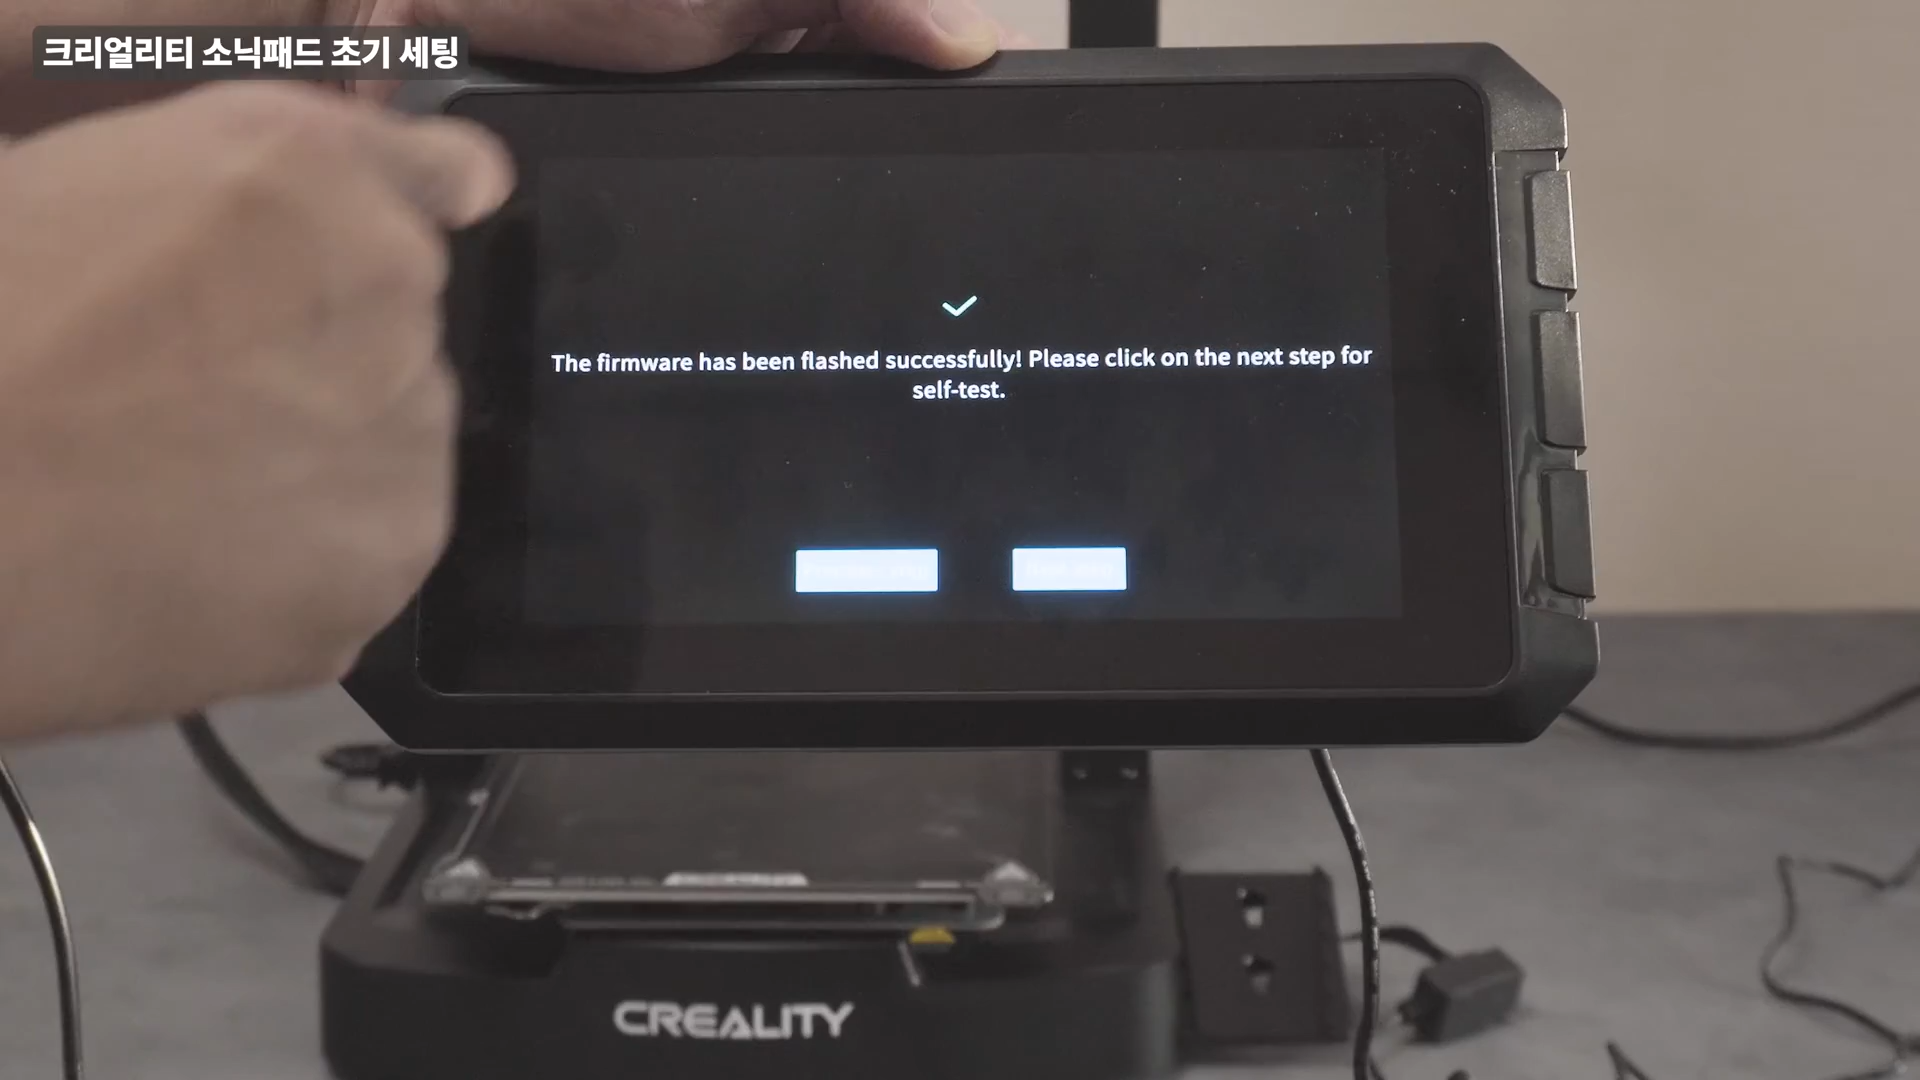 크리얼리티 소닉패드 초기 세팅
The firmware has been flashed successfully! Please click on the next step for
self-test.
CREALITY